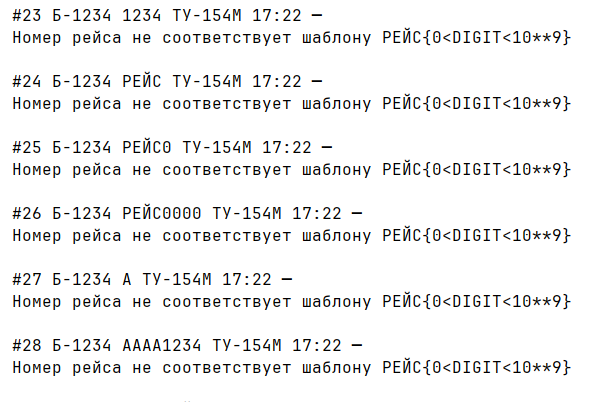 #23 Б-1234 1234 ТУ-154М 17:22 —
Номер рейса не соответствует шаблону РЕЙС{0<DIGIT<10**9}
#24 Б-1234 РЕЙС ТУ-154М 17:22 —
Номер рейса не соответствует шаблону РЕЙС{0<DIGIT<10**9}
#25 Б-1234 РЕЙС0 ТУ-154М 17:22 —
Номер рейса не соответствует шаблону РЕЙС{0<DIGIT<10**9}
#26 Б-1234 РЕЙС0000 ТУ-154М 17:22 —
Номер рейса не соответствует шаблону РЕЙС{0<DIGIT<10**9}
#27 Б-1234 А ТУ-154М 17:22 —
Номер рейса не соответствует шаблону РЕЙС{0<DIGIT<10**9}
#28 Б-1234 АААА1234 ТУ-154М 17:22 —
Номер рейса не соответствует шаблону РЕЙС{0<DIGIT<10**9}